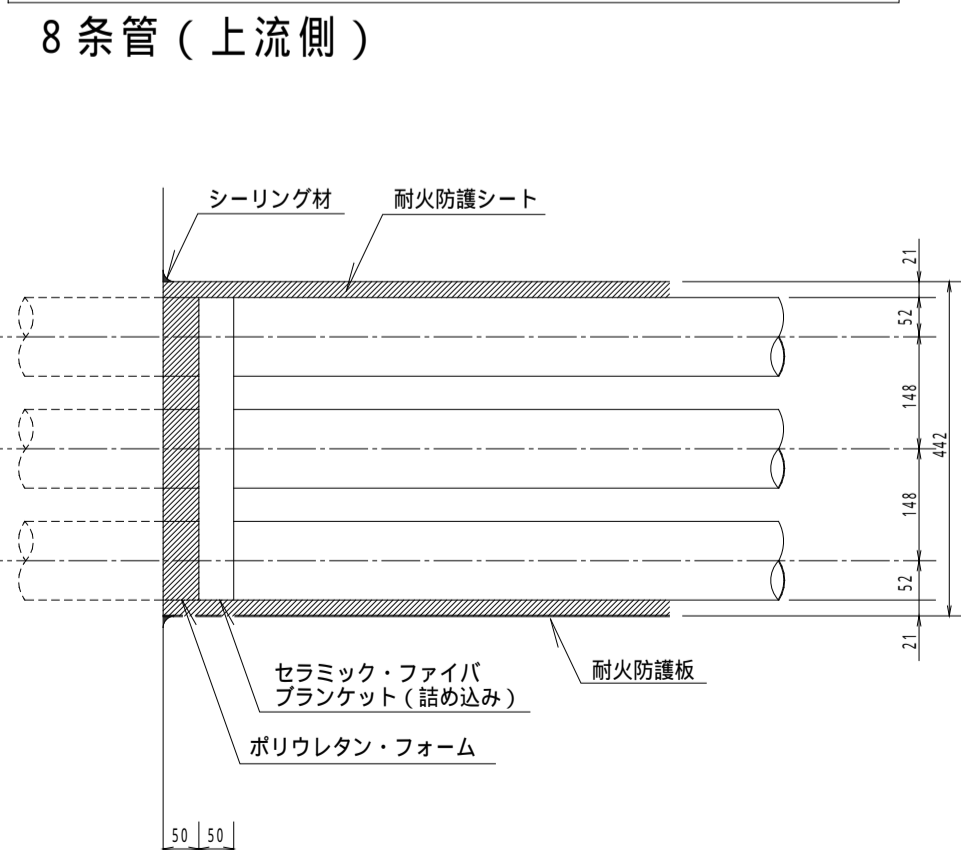 8条管(上流側)
シーリング材
耐火防護シート
21
52
148
442
148
52
21
セラミック・ファイバ
ブランケット(詰め込み)
耐火防護板
ポリウレタン・フォーム
50 50